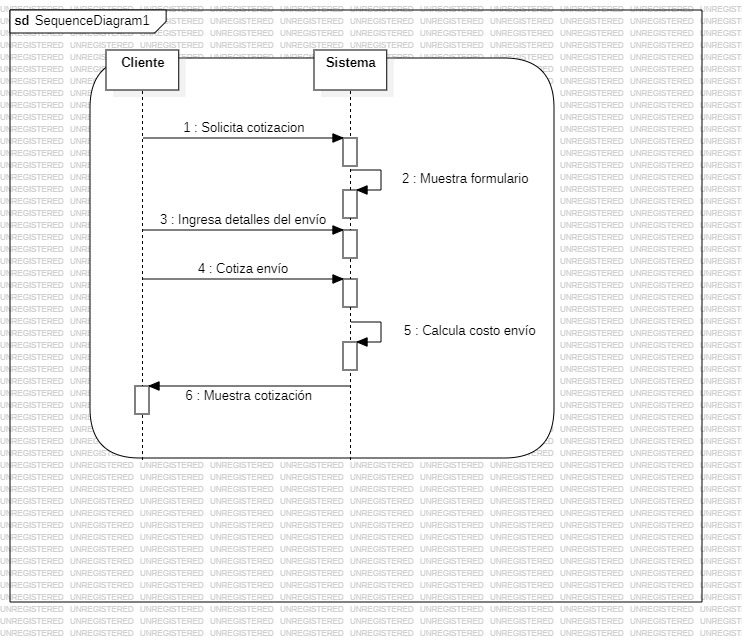 sd SequenceDiagram1
Cliente
Sistema
1 : Solicita cotizacion
2 : Muestra formulario
3 : Ingresa detalles del envío
4 : Cotiza envío
5 : Calcula costo envío
6 : Muestra cotización
UNREGISTERED